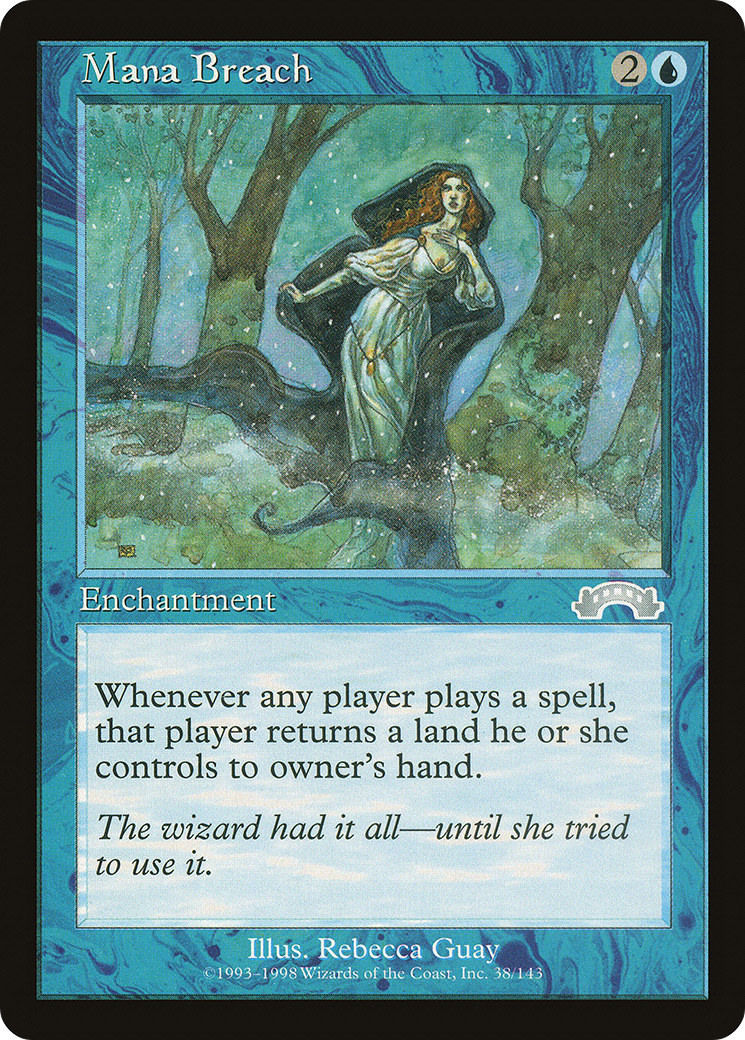 Mana Breach
2
Enchantment
Whenever any player plays a spell,
that player returns a land he or she
controls to owner's hand.
The wizard had it all—until she tried
to use it.
Illus. Rebecca Guay
©1993–1998 Wizards of the Coast, Inc. 38/143